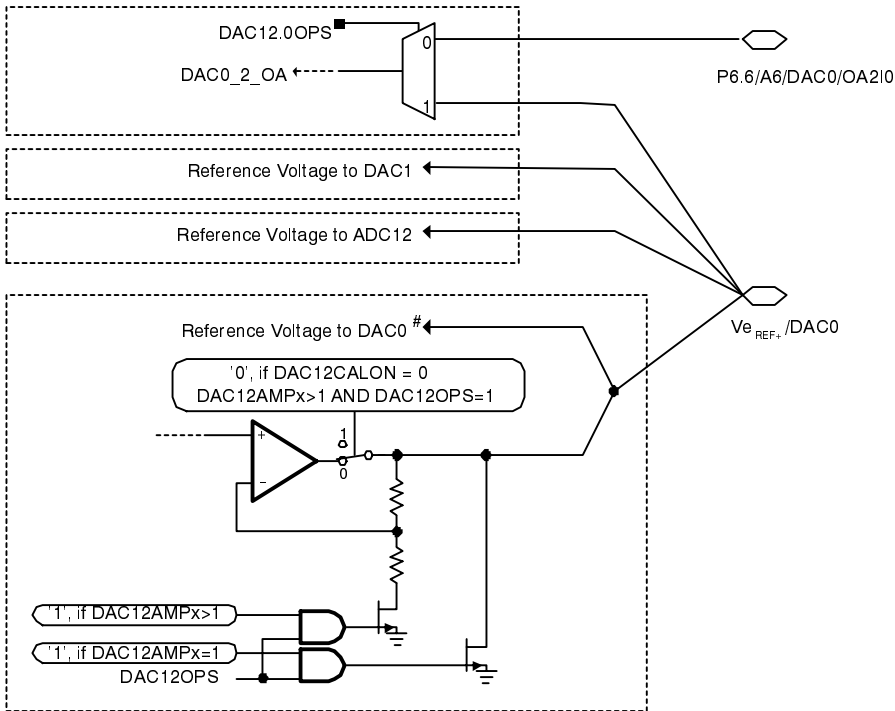 DAC12.0OPS
0
P6.6/A6/DAC0/OA2I0
DAC0_2_OA
1
Reference Voltage to DAC1
Reference Voltage to ADC12
Ve REF+ /DAC0
Reference Voltage to DAC0 #
'0', if DAC12CALON = 0
DAC12AMPx>1 AND DAC12OPS=1
+
1
0
−
'1', if DAC12AMPx>1
'1', if DAC12AMPx=1
DAC12OPS